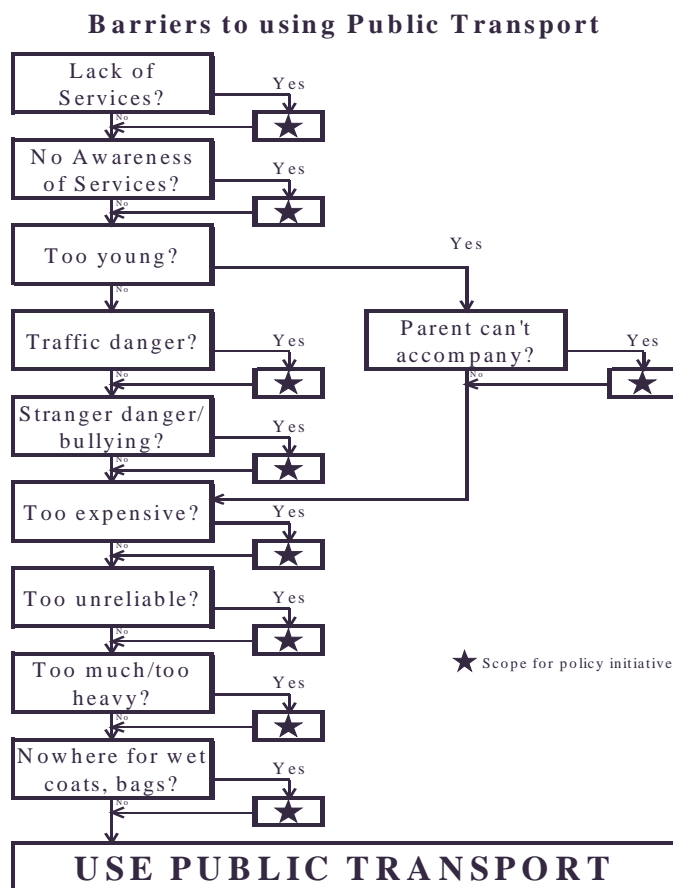 Barriers to using Public Transport
Lack of
Services?
Yes
No
No Awareness
of Services?
Yes
No
Too young?
Yes
No
Traffic danger?
Yes
No
Parent can't
accompany?
Yes
No
Stranger danger/
bullying?
Yes
No
Too expensive?
Yes
No
Too unreliable?
Yes
No
Scope for policy initiative
Too much/too
heavy?
Yes
No
Nowhere for wet
coats, bags?
Yes
No
USE PUBLIC TRANSPORT